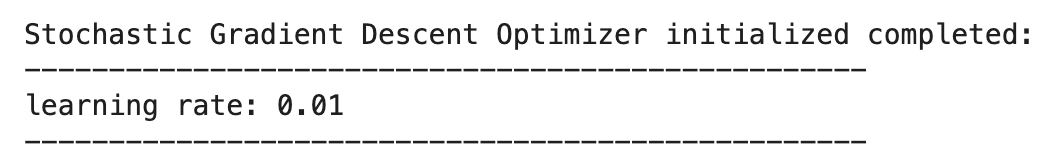 Stochastic Gradient Descent Optimizer initialized completed:
--------------------------------------------------
learning rate: 0.01
--------------------------------------------------